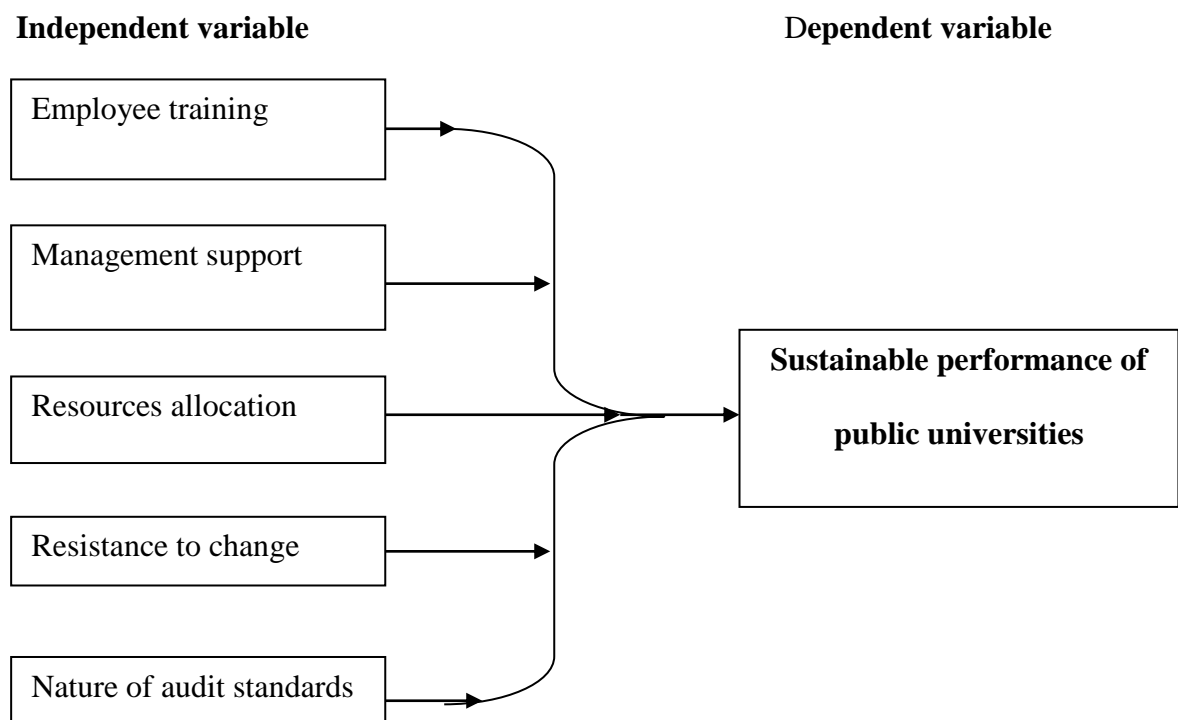 Independent variable
Dependent variable
Employee training
Management support
Resources allocation
Resistance to change
Nature of audit standards
Sustainable performance of
public universities